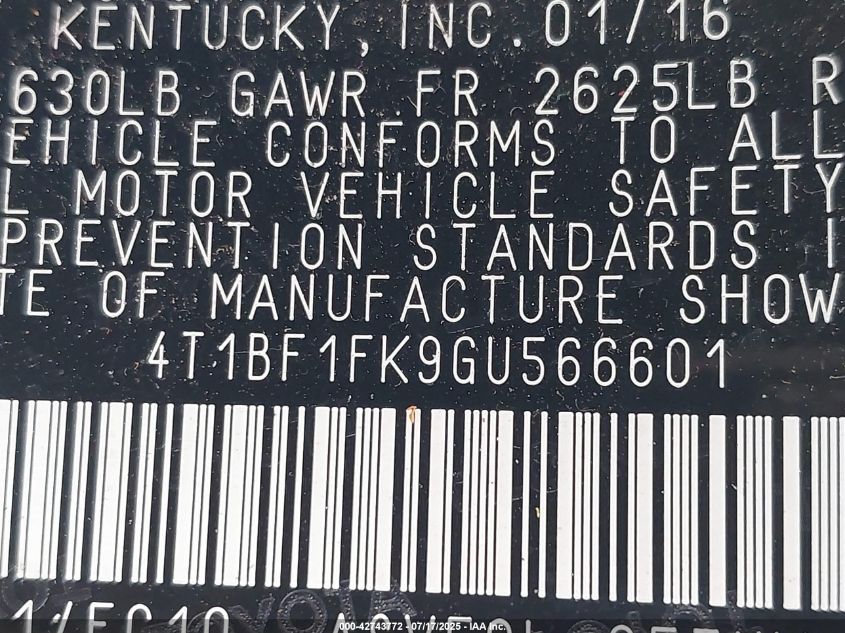 KENTUCKY, INC. 01/16
630LB GAWR FR 2625LB R
EHICLE CONFORMS TO ALL
L MOTOR VEHICLE SAFETY
PREVENTION STANDARDS I
TE OF MANUFACTURE SHOW
4T1BF1FK9GU566601
000-42743772 - 07/17/2025 - IAA Inc.